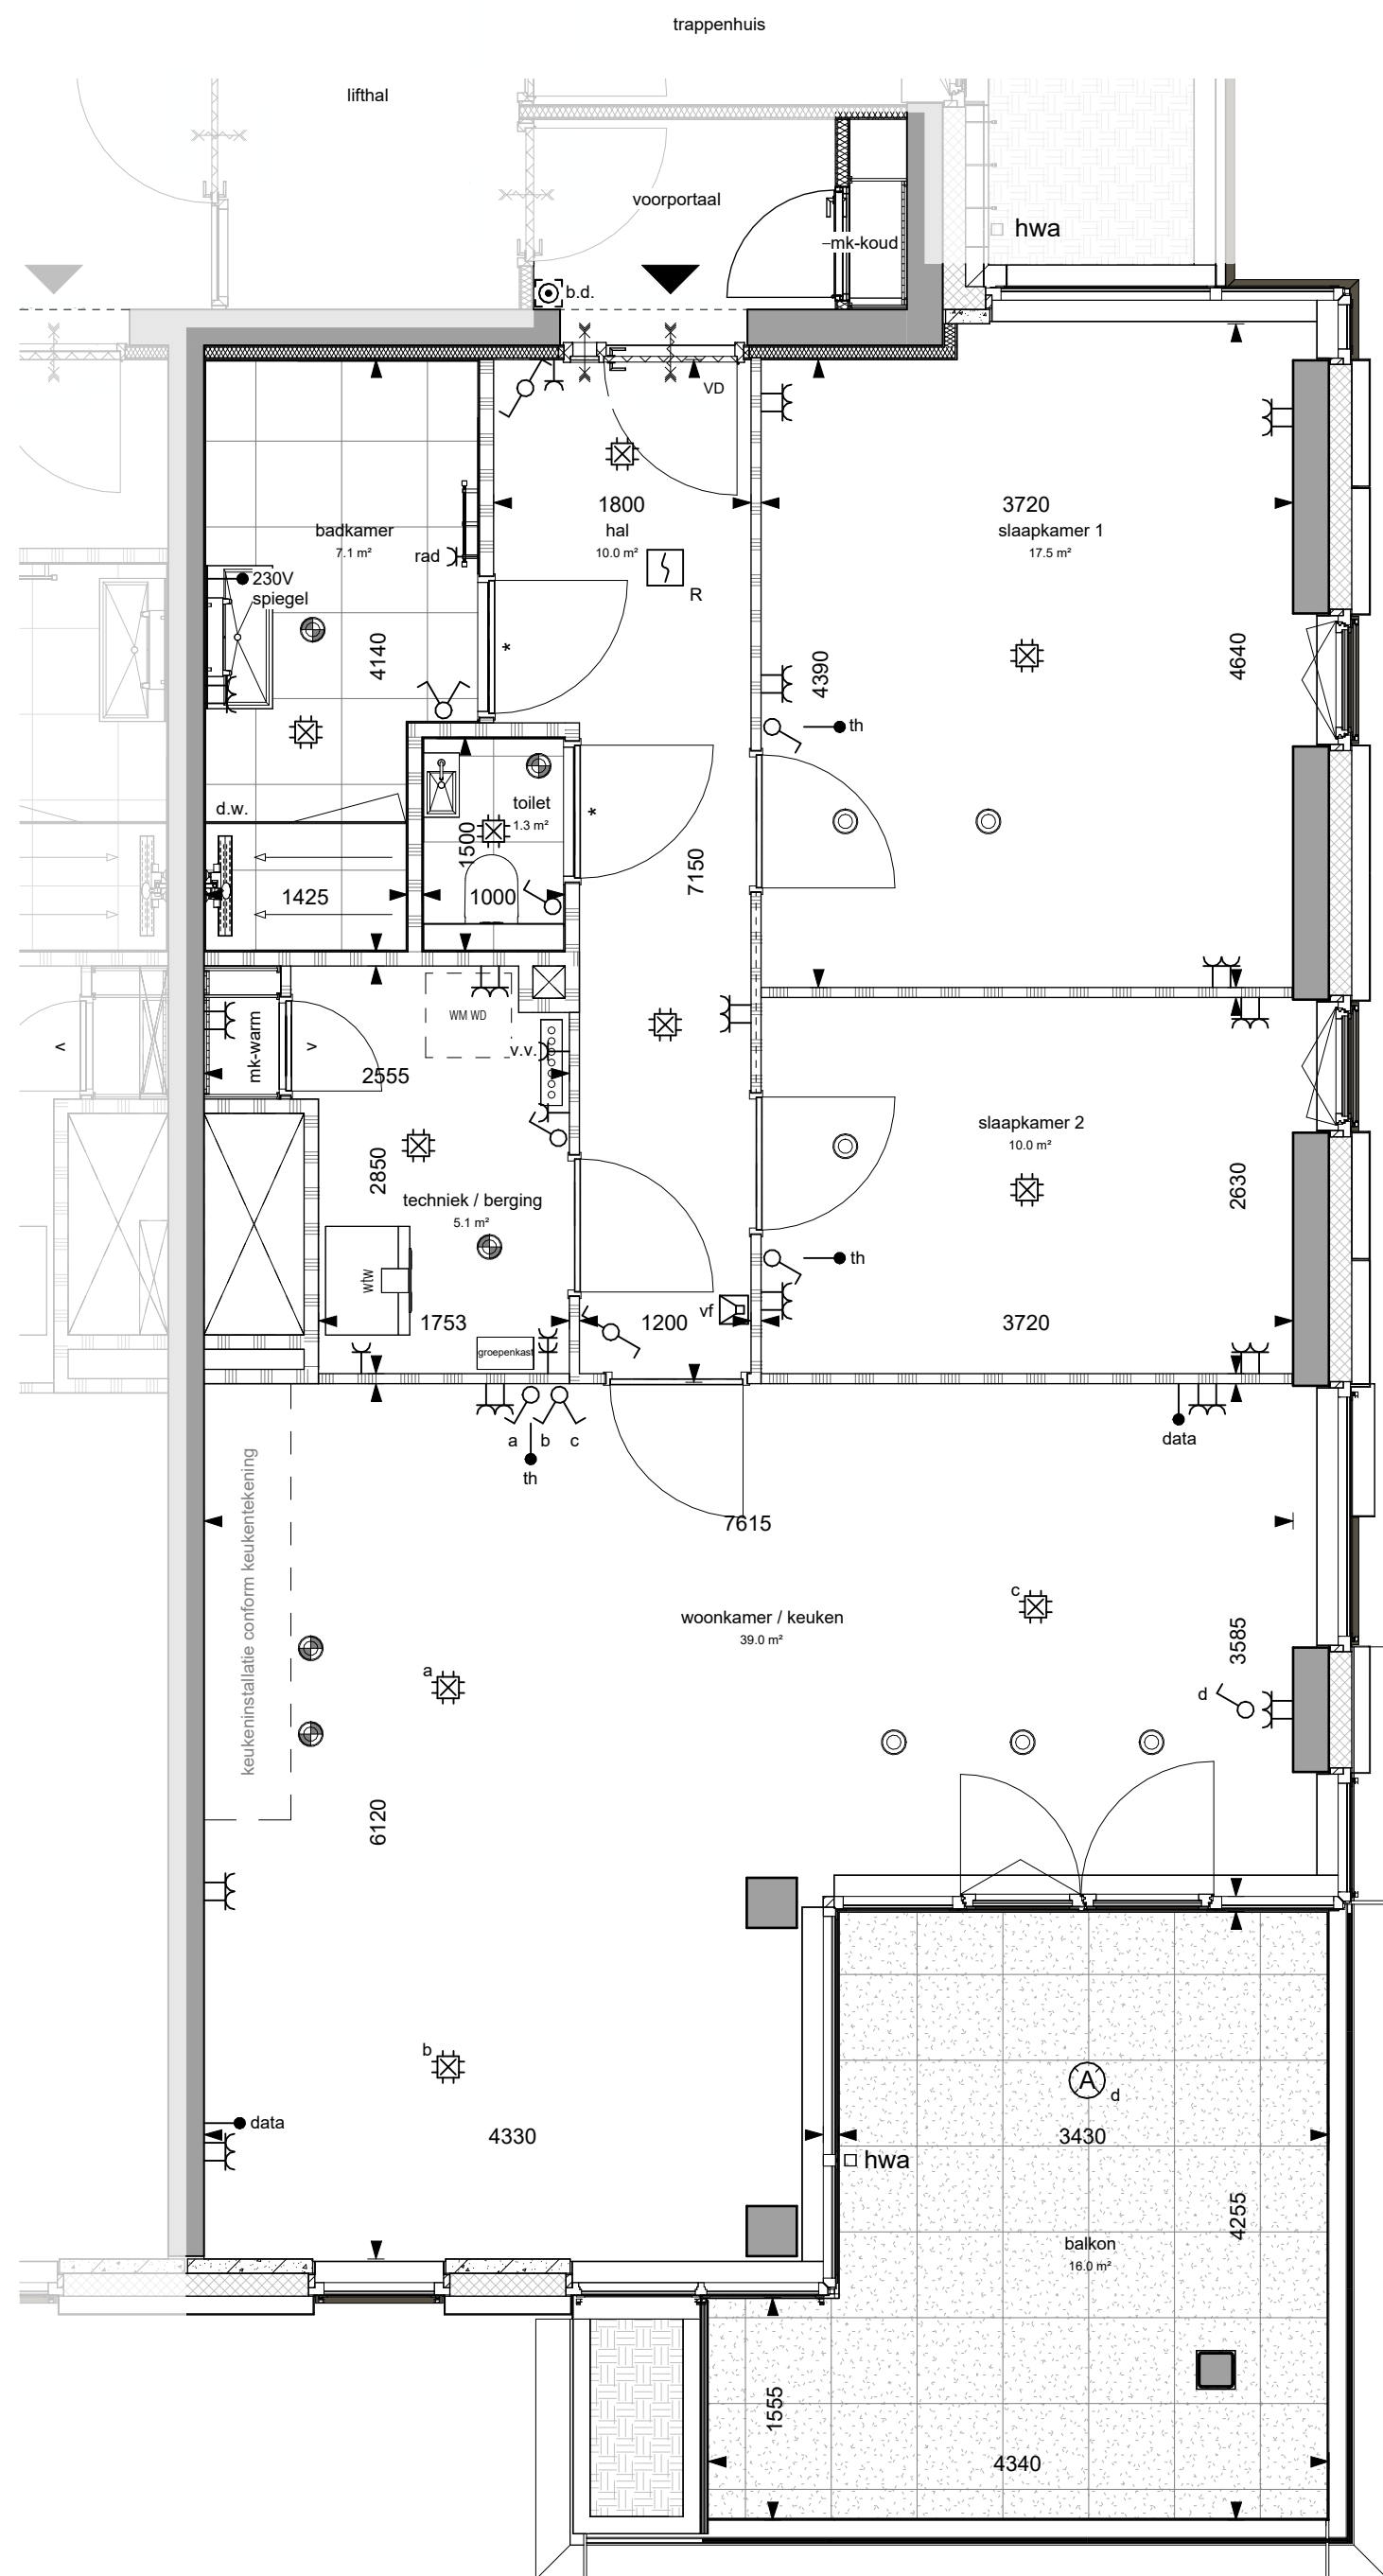 trappenhuis
lifthal
voorportaal
hwa
mk-koud
b.d.
VD
1800
hal
10.0 m²
3720
slaapkamer 1
17.5 m²
badkamer
7.1 m²
rad
R
230V
spiegel
*
4140
4390
4640
th
d.w.
toilet
1.3 m²
*
1500
7150
1425
1000
WM WD
mk-warm
v.v.
<
v
2555
slaapkamer 2
10.0 m²
2850
2630
techniek / berging
5.1 m²
th
wtw
vf
1753
1200
3720
groepenkast
a b c
th
data
7615
keukeninstallatie conform keukentekening
c
woonkamer / keuken
39.0 m²
3585
a
d
6120
b
A
d
data
4330
3430
hwa
4255
balkon
16.0 m²
1555
4340